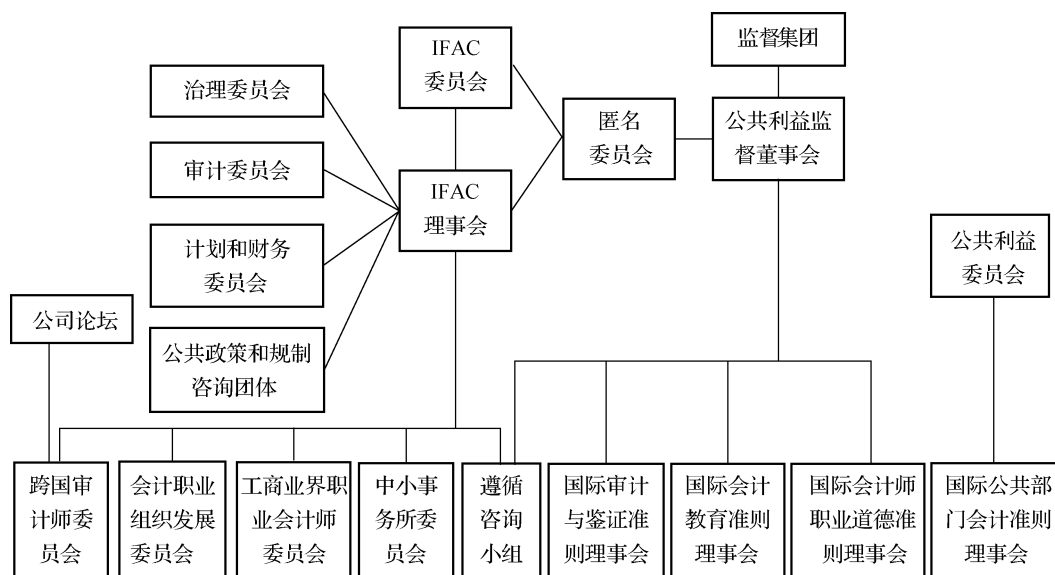 IFAC
委员会
监督集团
治理委员会
匿名
委员会
公共利益监
督董事会
审计委员会
IFAC
理事会
计划和财务
委员会
公共利益
委员会
公司论坛
公共政策和规制
咨询团体
跨国审
计师委
员会
会计职业
组织发展
委员会
工商业界职
业会计师
委员会
中小事
务所委
员会
遵循
咨询
小组
国际审计
与鉴证准
则理事会
国际会计
教育准则
理事会
国际会计师
职业道德准
则理事会
国际公共部
门会计准则
理事会